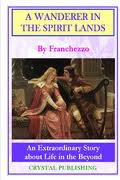 A WANDERER IN
THE SPIRIT LANDS
By Franchezzo
An Extraordinary Story
about Life in the Beyond
CRYSTAL PUBLISHING